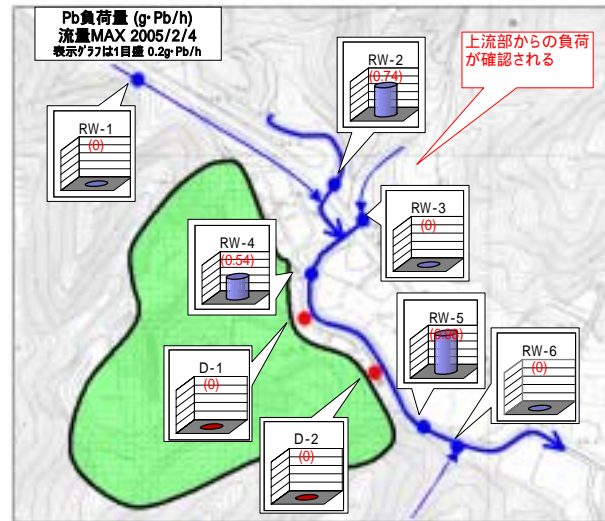 Pb負荷量 (g・Pb/h)
流量MAX 2005/2/4
表示グラフは1目盛 0.2g・Pb/h
上流部からの負荷
が確認される
RW-2
(0.74)
RW-1
(0)
RW-3
(0)
RW-4
(0.54)
RW-5
RW-6
(0)
D-1
(0)
D-2
(0)